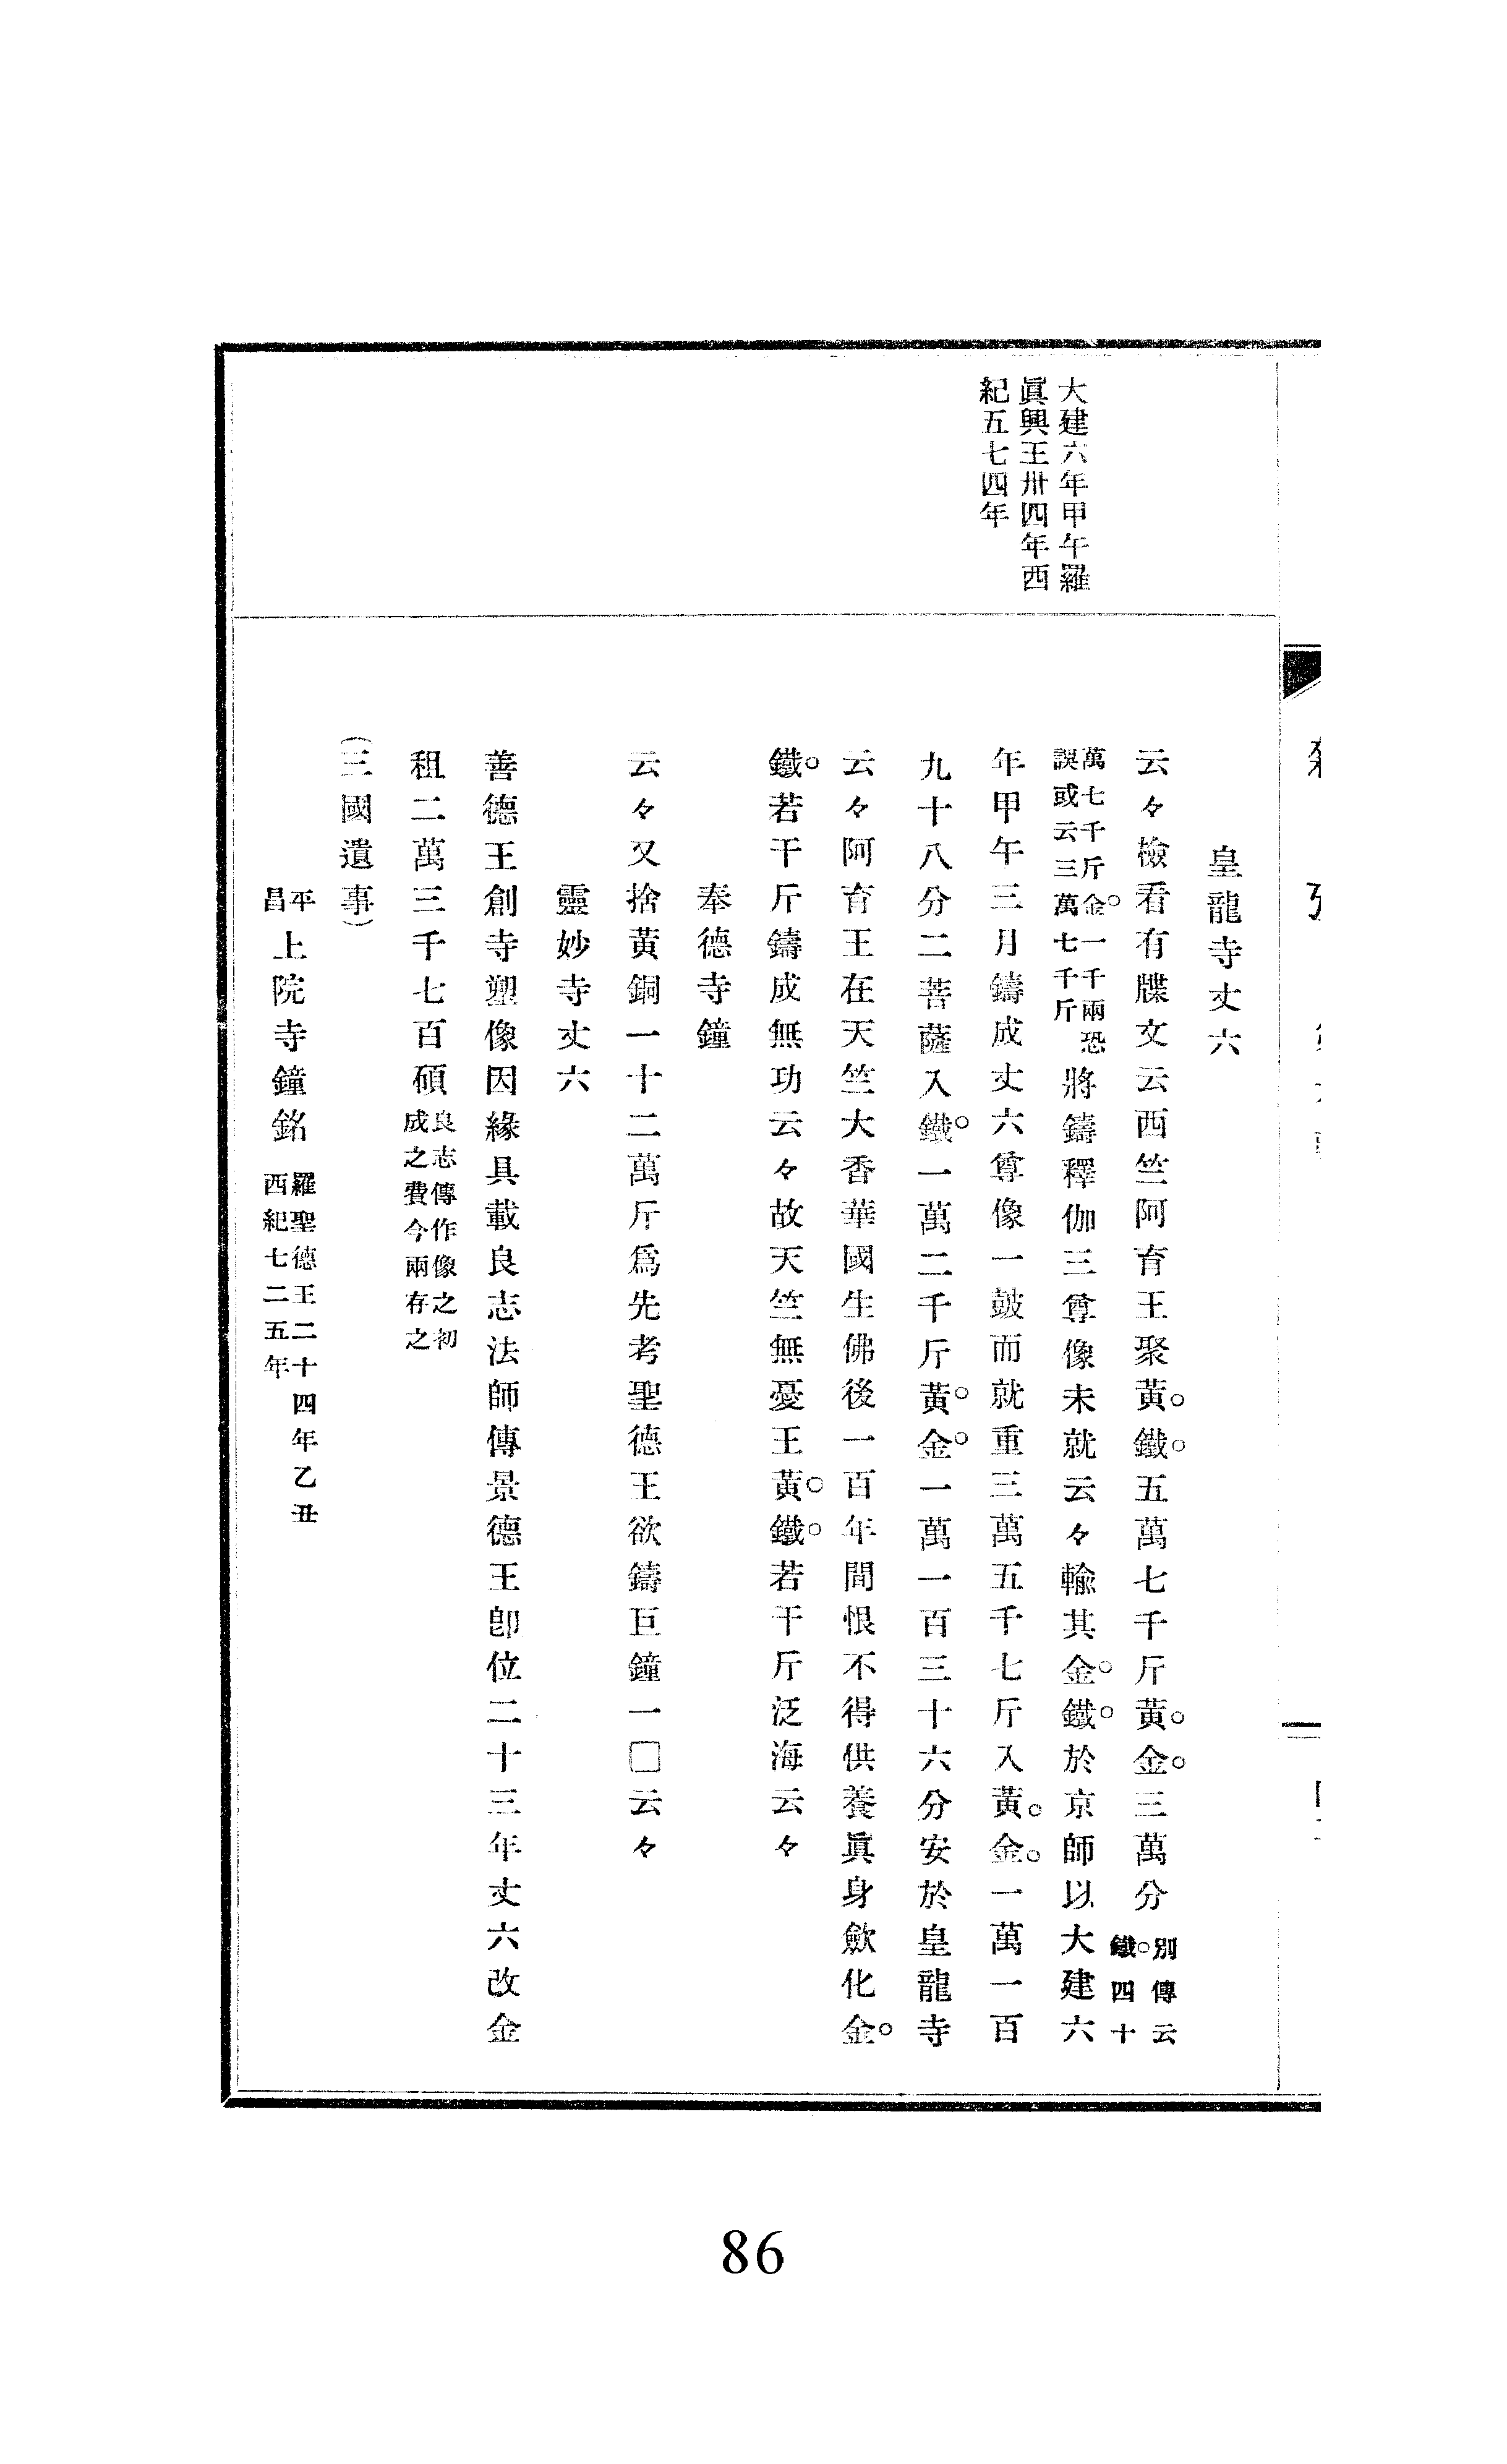 大建六年甲午羅
眞興王卅四年西
紀五七四年
皇龍寺丈六
云々檢看有牒文云西竺阿育王聚黃鐵五萬七千斤黃金三萬分別傳云鐵四十
萬七千斤金一千兩恐誤或云三萬七千斤將鑄釋伽三尊像未就云々輸其金鐵於京師以大建六
年甲午三月鑄成丈六尊像一皷而就重三萬五千七斤入黃金一萬一百
九十八分二菩薩入鐵一萬二千斤黃金一萬一百三十六分安於皇龍寺
云々阿育王在天竺大香華國生佛後一百年間恨不得供養眞身歛化金
鐵若干斤鑄成無功云々故天竺無憂王黃鐵若干斤泛海云々
奉德寺鐘
云々又捨黃銅一十二萬斤爲先考聖德王欲鑄巨鐘一□云々
靈妙寺丈六
善德王創寺塑像因緣具載良志法師傳景德王卽位二十三年丈六改金
租二萬三千七百碩良志傳作像之初成之費今兩存之
(三國遺事)
平昌上院寺鐘銘羅聖德王二十四年乙丑西紀七二五年
86